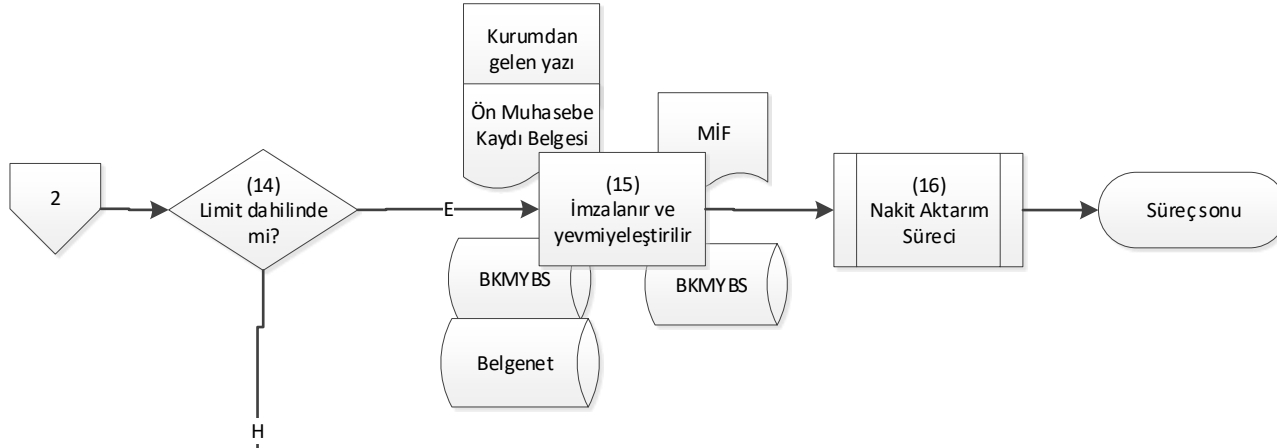 2
(14)
Limit dahilinde
mi?
E
H
Kurumdan
gelen yazı
Ön Muhasebe
Kaydı Belgesi
MİF
(15)
İmzalanır ve
yevmiyeleştirilir
BKMYBS
Belgenet
BKMYBS
(16)
Nakit Aktarım
Süreci
Süreç sonu